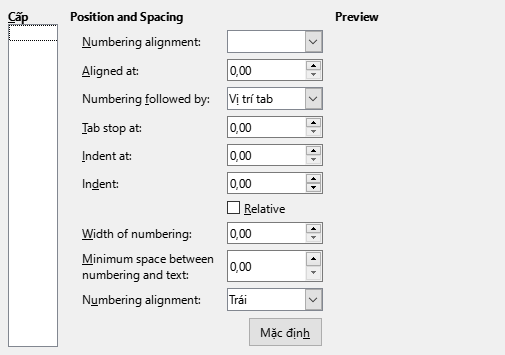 Cấp
Position and Spacing
Preview
Numbering alignment:
Aligned at:
0,00
Numbering followed by:
Vị trí tab
Tab stop at:
0,00
Indent at:
0,00
Indent:
0,00
Relative
Width of numbering:
0,00
Minimum space between
numbering and text:
0,00
Numbering alignment:
Trái
Mặc định